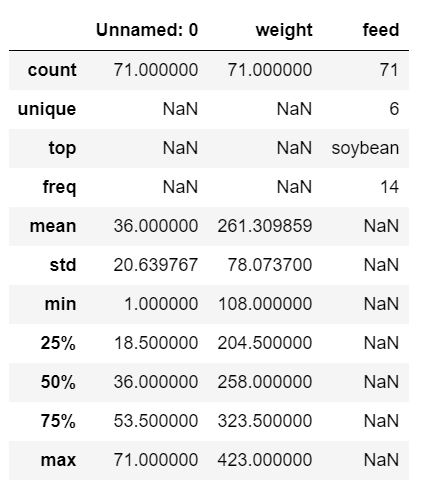 Unnamed: 0 weight feed
count 71.000000 71.000000 71
unique NaN NaN 6
top NaN NaN soybean
freq NaN NaN 14
mean 36.000000 261.309859 NaN
std 20.639767 78.073700 NaN
min 1.000000 108.000000 NaN
25% 18.500000 204.500000 NaN
50% 36.000000 258.000000 NaN
75% 53.500000 323.500000 NaN
max 71.000000 423.000000 NaN